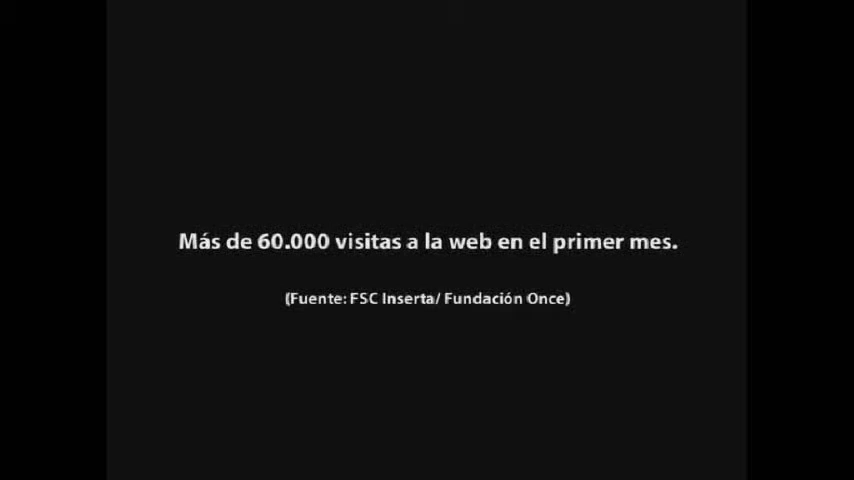 Más de 60.000 visitas a la web en el primer mes.
(Fuente: FSC Inserta/ Fundación Once)